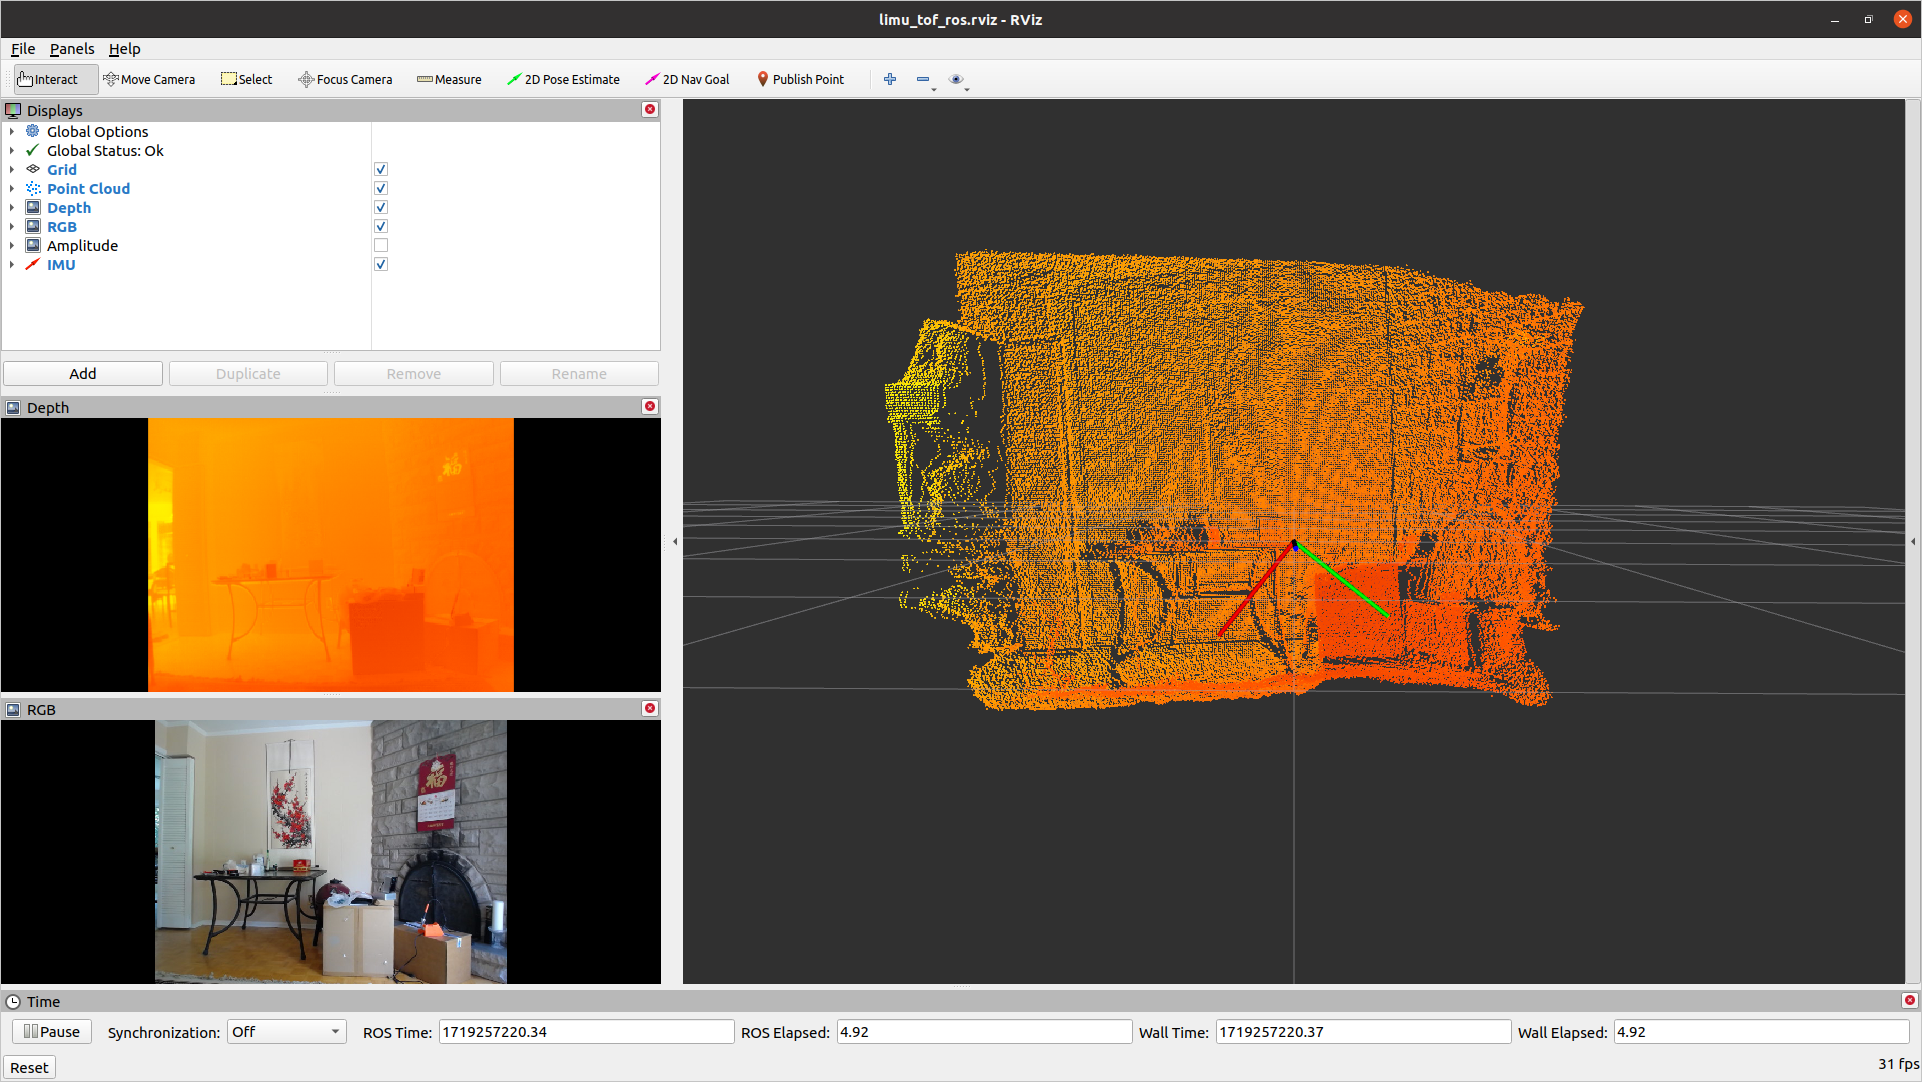 limu_tof_ros.rviz - RViz
File Panels Help
Interact Move Camera Select Focus Camera Measure 2D Pose Estimate 2D Nav Goal Publish Point
Displays
Global Options
Global Status: Ok
Grid
Point Cloud
Depth
RGB
Amplitude
IMU
Add Duplicate Remove Rename
Depth
福
RGB
福
Time
Pause Synchronization: Off ROS Time: 1719257220.34 ROS Elapsed: 4.92 Wall Time: 1719257220.37 Wall Elapsed: 4.92
Reset 31 fps